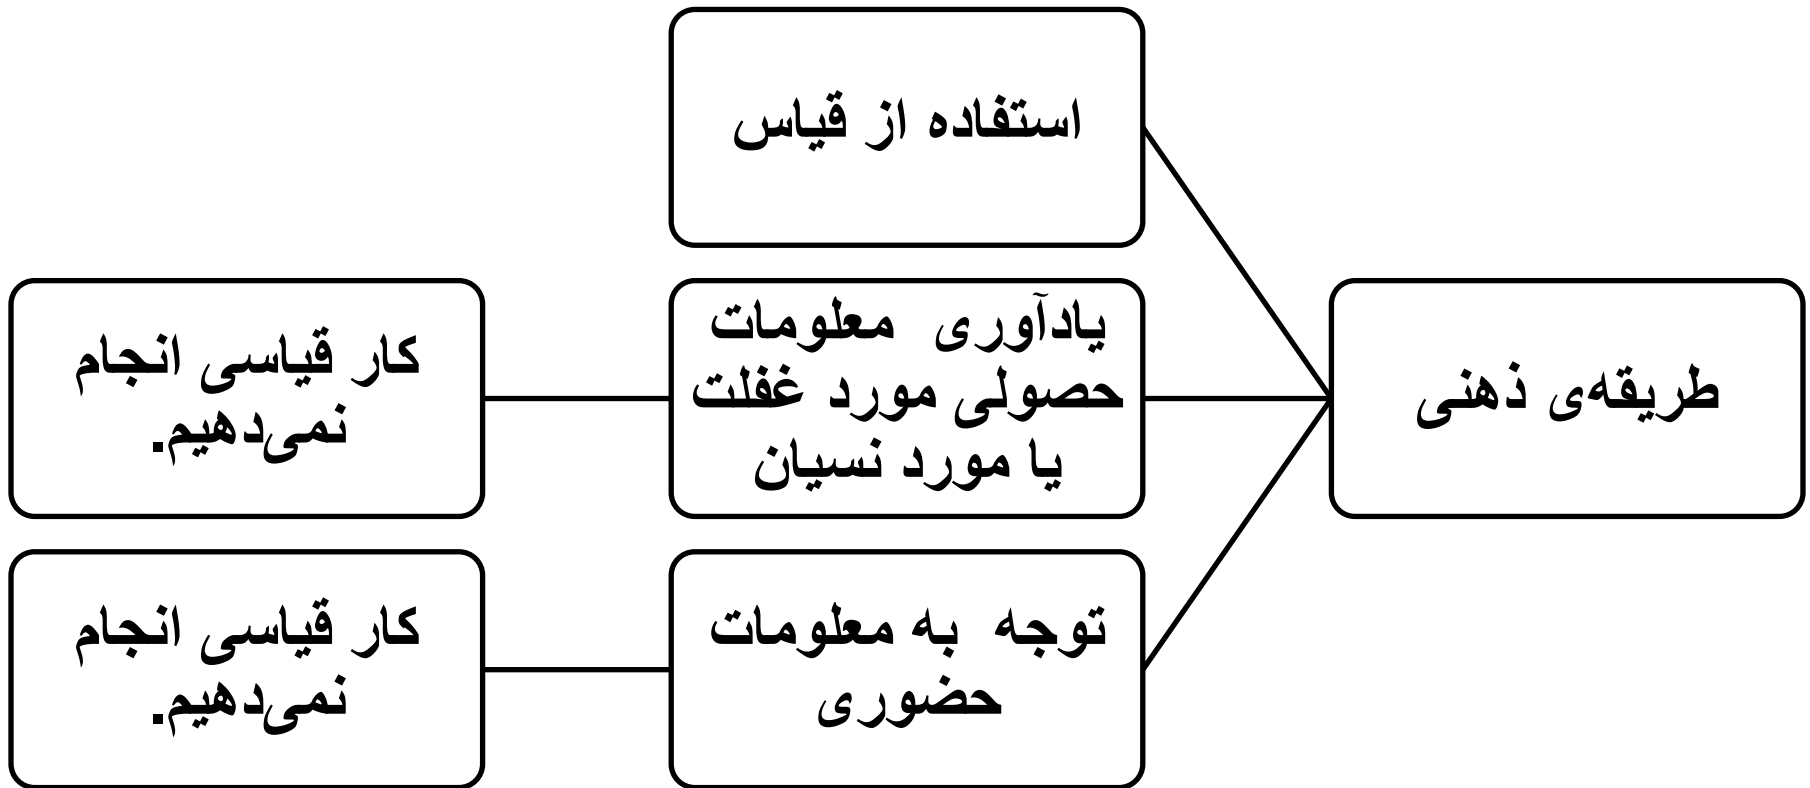 طریقه‌ی ذهنی
استفاده از قیاس
یادآوری معلومات
حصولی مورد غفلت
یا مورد نسیان
کار قیاسی انجام
نمی‌دهیم.
توجه به معلومات
حضوری
کار قیاسی انجام
نمی‌دهیم.